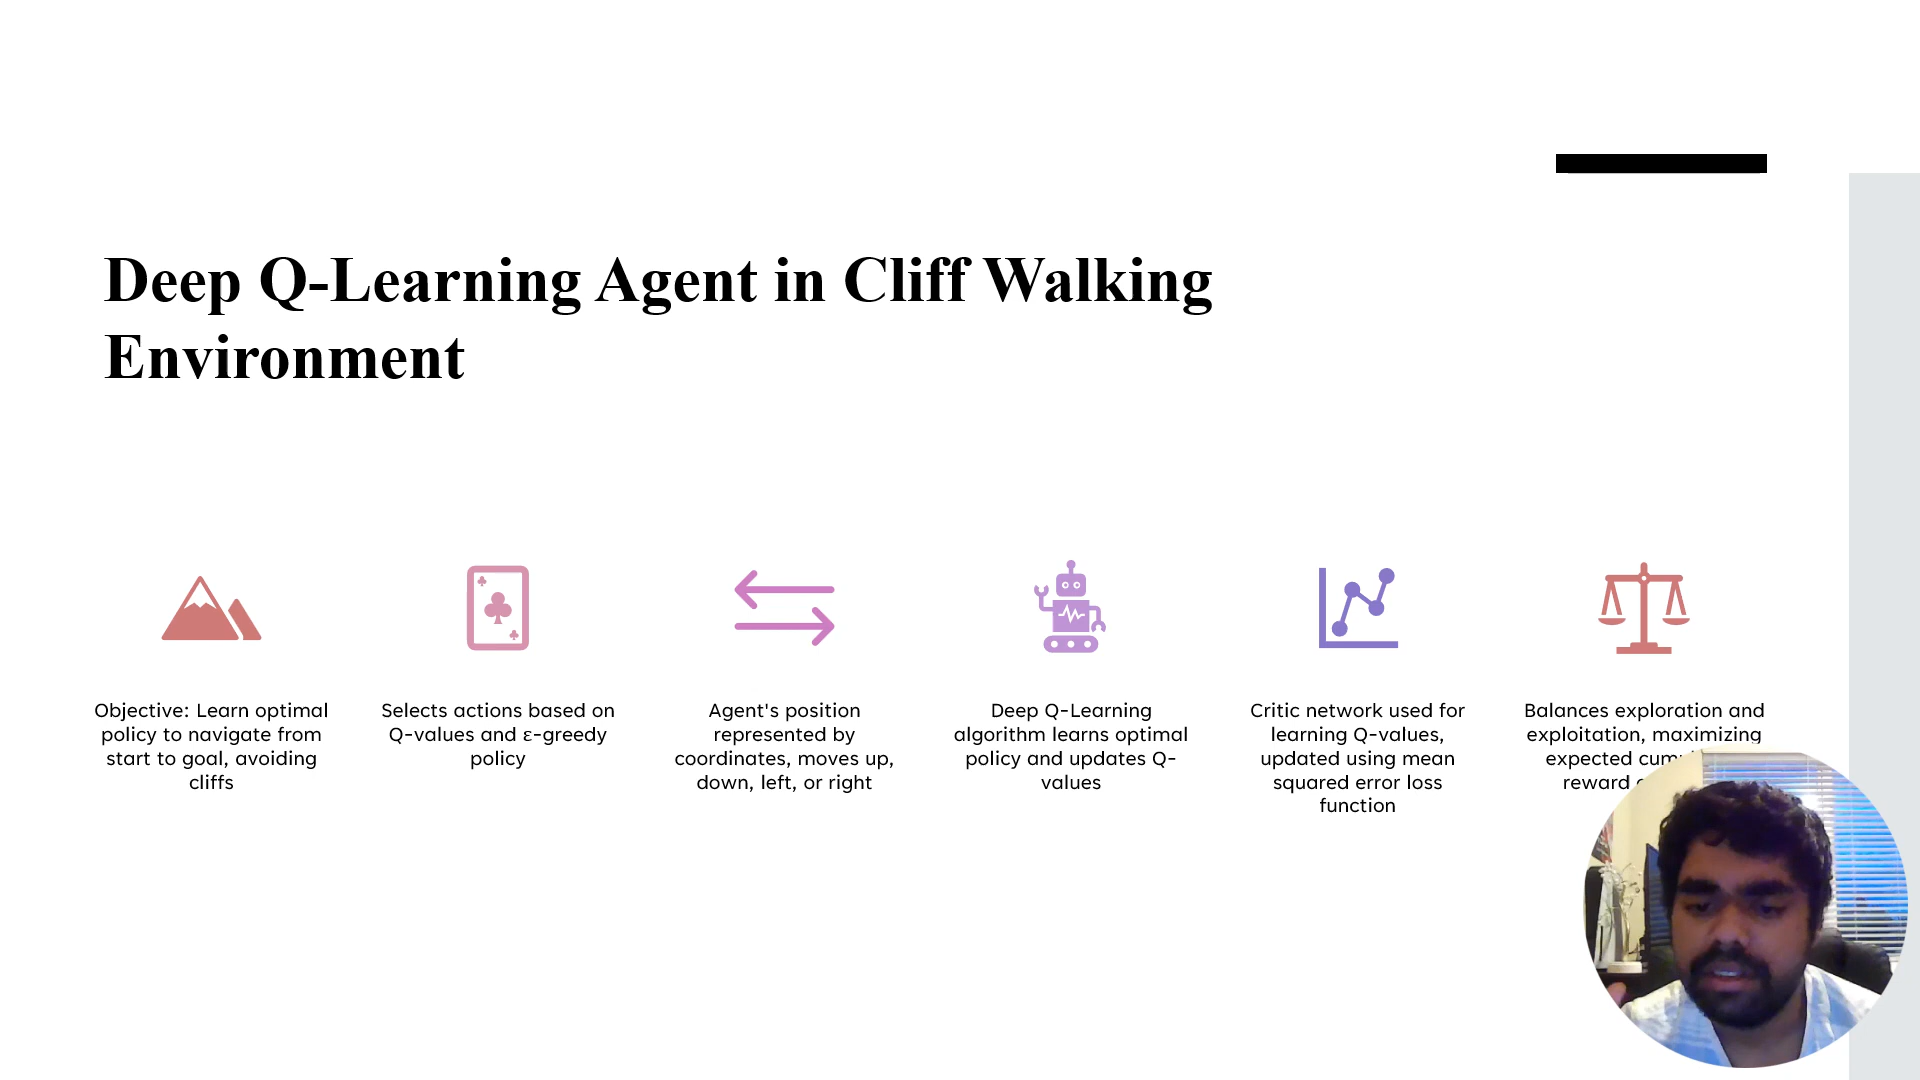 Deep Q-Learning Agent in Cliff Walking
Environment
Objective: Learn optimal
policy to navigate from
start to goal, avoiding
cliffs
Selects actions based on
Q-values and ε-greedy
policy
Agent's position
represented by
coordinates, moves up,
down, left, or right
Deep Q-Learning
algorithm learns optimal
policy and updates Q-
values
Critic network used for
learning Q-values,
updated using mean
squared error loss
function
Balances exploration and
exploitation, maximizing
expected
reward